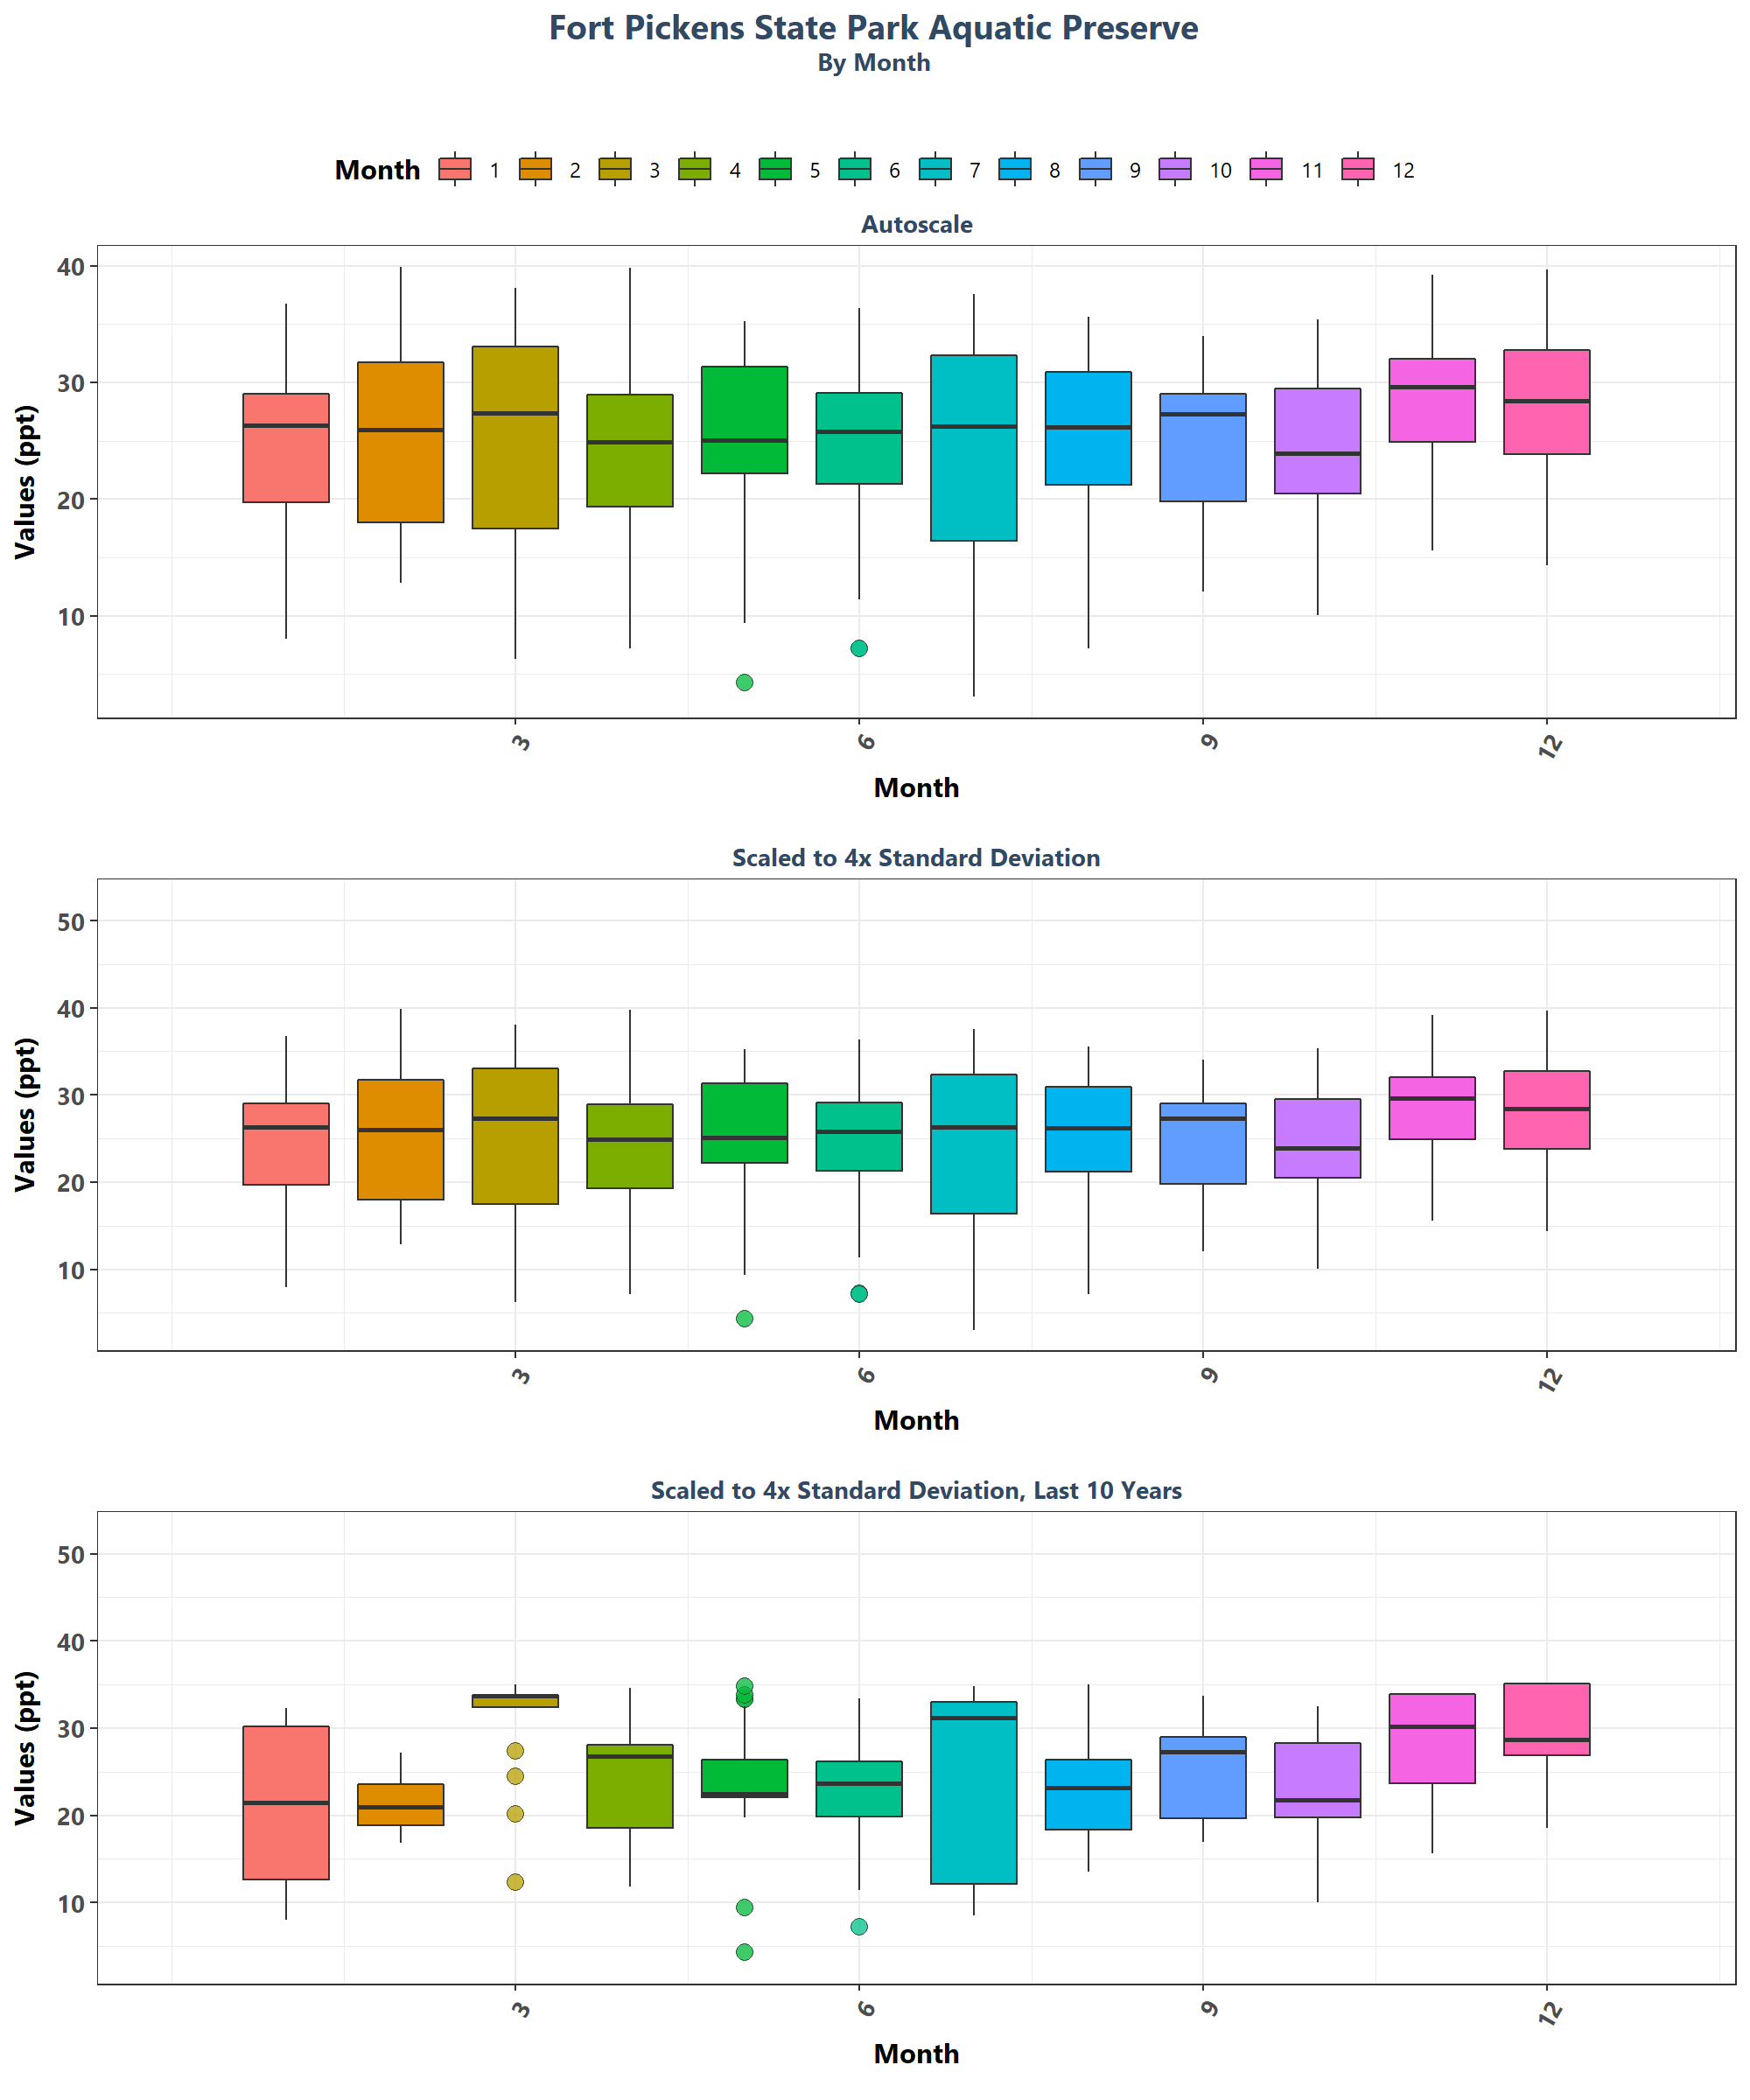 Fort Pickens State Park Aquatic Preserve
By Month
Month 1 2 3 4 5 6 7 8 9 10 11 12
Autoscale
Values (ppt)
40
30
20
10
3 6 9 12
Month
Scaled to 4x Standard Deviation
Values (ppt)
50
40
30
20
10
3 6 9 12
Month
Scaled to 4x Standard Deviation, Last 10 Years
Values (ppt)
50
40
30
20
10
3 6 9 12
Month